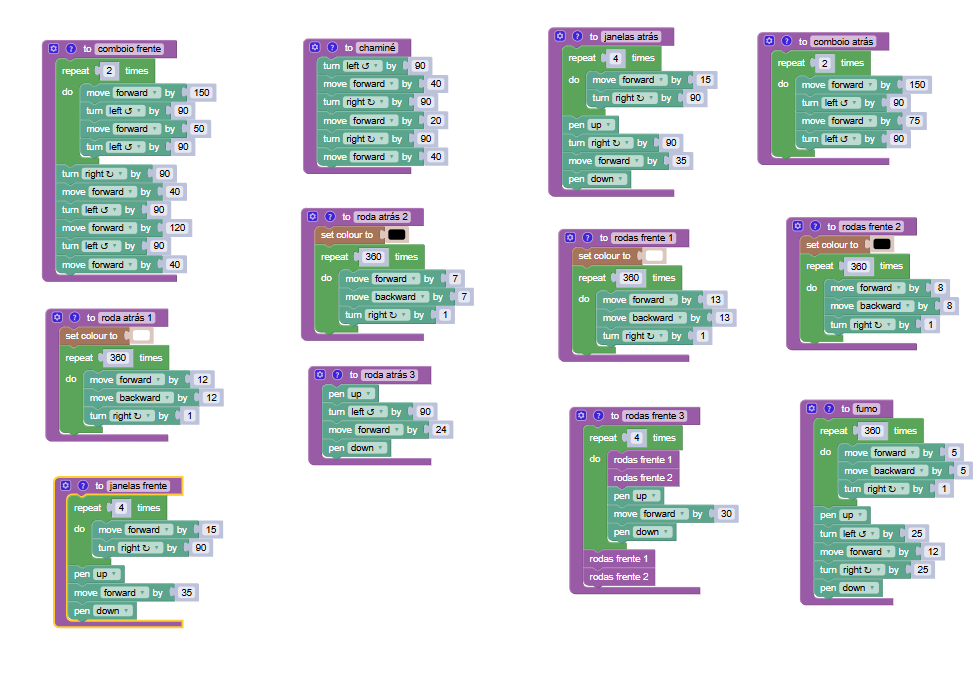 to comboio frente
repeat 2 times
do move forward by 150
turn left ↺ by 90
move forward by 50
turn left ↺ by 90
turn right ↻ by 90
move forward by 40
turn left ↺ by 90
move forward by 120
turn left ↺ by 90
move forward by 40
to chaminé
turn left ↺ by 90
move forward by 40
turn right ↻ by 90
move forward by 20
turn right ↻ by 90
move forward by 40
to janelas atrás
repeat 4 times
do move forward by 15
turn right ↻ by 90
pen up
turn right ↻ by 90
move forward by 35
pen down
to comboio atrás
repeat 2 times
do move forward by 150
turn left ↺ by 90
move forward by 75
turn left ↺ by 90
to roda atrás 2
set colour to
repeat 360 times
do move forward by 7
move backward by 7
turn right ↻ by 1
to rodas frente 1
set colour to
repeat 360 times
do move forward by 13
move backward by 13
turn right ↻ by 1
to rodas frente 2
set colour to
repeat 360 times
do move forward by 8
move backward by 8
turn right ↻ by 1
to roda atrás 1
set colour to
repeat 360 times
do move forward by 12
move backward by 12
turn right ↻ by 1
to roda atrás 3
pen up
turn left ↺ by 90
move forward by 24
pen down
to rodas frente 3
repeat 4 times
do rodas frente 1
rodas frente 2
pen up
move forward by 30
pen down
rodas frente 1
rodas frente 2
to fumo
repeat 360 times
do move forward by 5
move backward by 5
turn right ↻ by 1
pen up
turn left ↺ by 25
move forward by 12
turn right ↻ by 25
pen down
to janelas frente
repeat 4 times
do move forward by 15
turn right ↻ by 90
pen up
move forward by 35
pen down